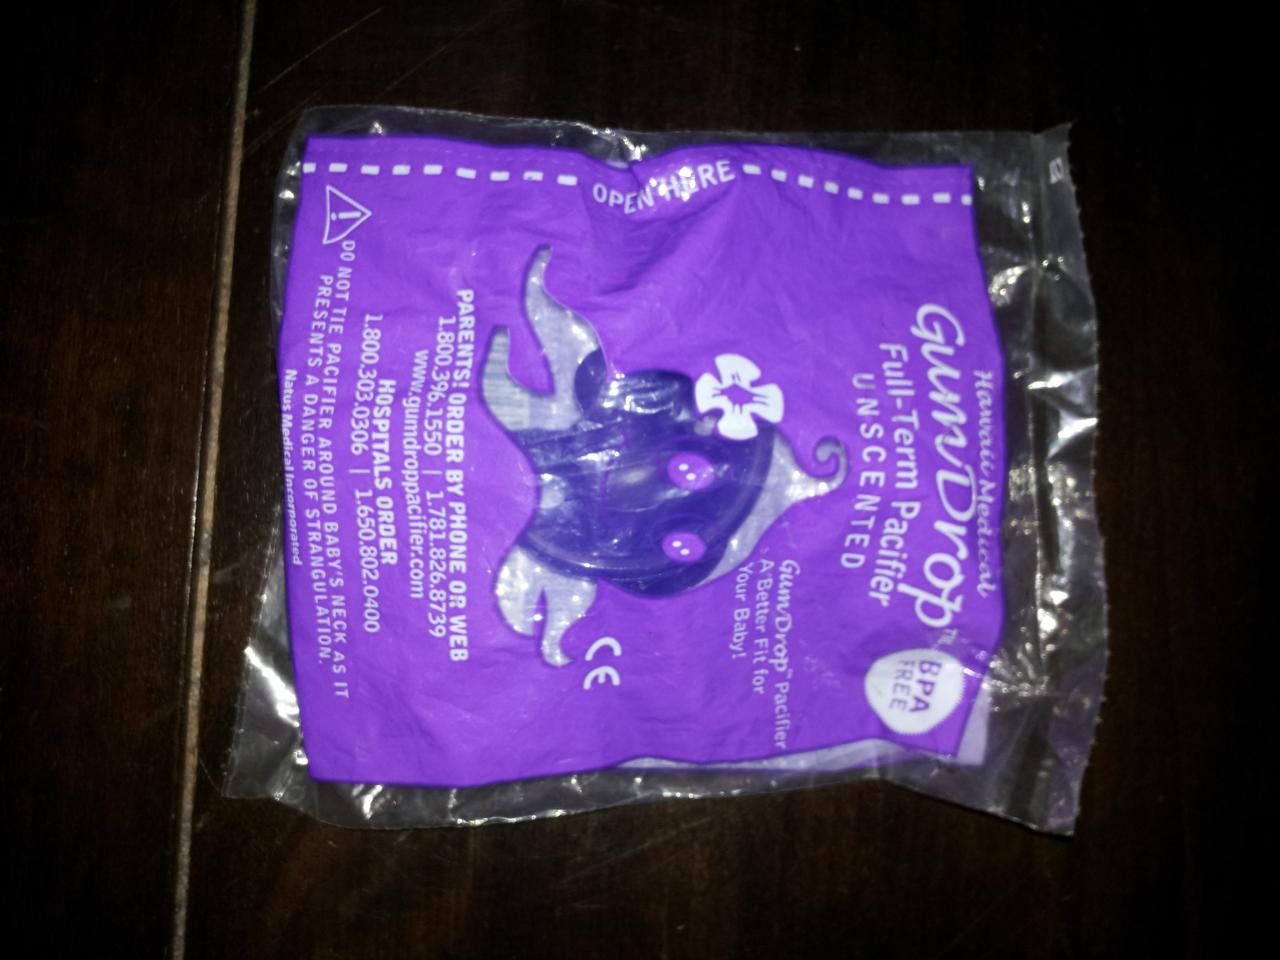 OPEN HERE
Hawaii Medical
GumDrop™
Full-Term Pacifier
UNSCENTED
BPA
FREE
GumDrop™ Pacifier
A Better Fit for
Your Baby!
CE
PARENTS! ORDER BY PHONE OR WEB
1.800.396.1550 | 1.781.826.8739
www.gumdroppacifier.com
HOSPITALS ORDER
1.800.303.0306 | 1.650.802.0400
DO NOT TIE PACIFIER AROUND BABY'S NECK AS IT
PRESENTS A DANGER OF STRANGULATION.
Natus Medical Incorporated